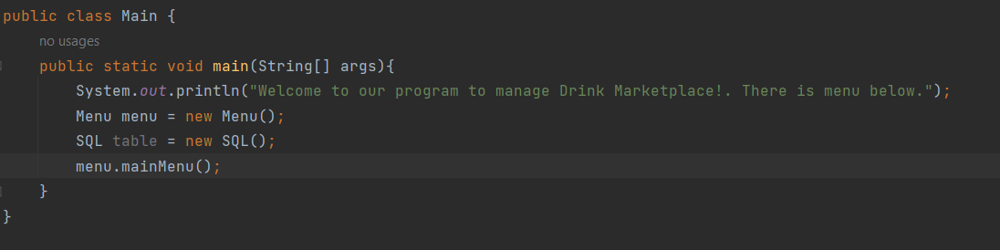 public class Main {
no usages
public static void main(String[] args){
System.out.println("Welcome to our program to manage Drink Marketplace!. There is menu below.");
Menu menu = new Menu();
SQL table = new SQL();
menu.mainMenu();
}
}